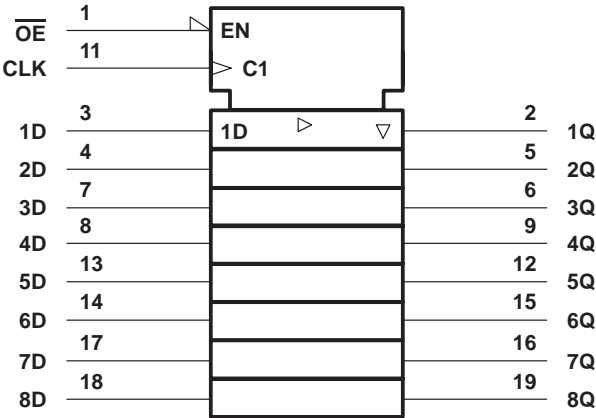 OE 1 EN
CLK 11 C1
1D 3 1D 2 1Q
2D 4 5 2Q
3D 7 6 3Q
4D 8 9 4Q
5D 13 12 5Q
6D 14 15 6Q
7D 17 16 7Q
8D 18 19 8Q